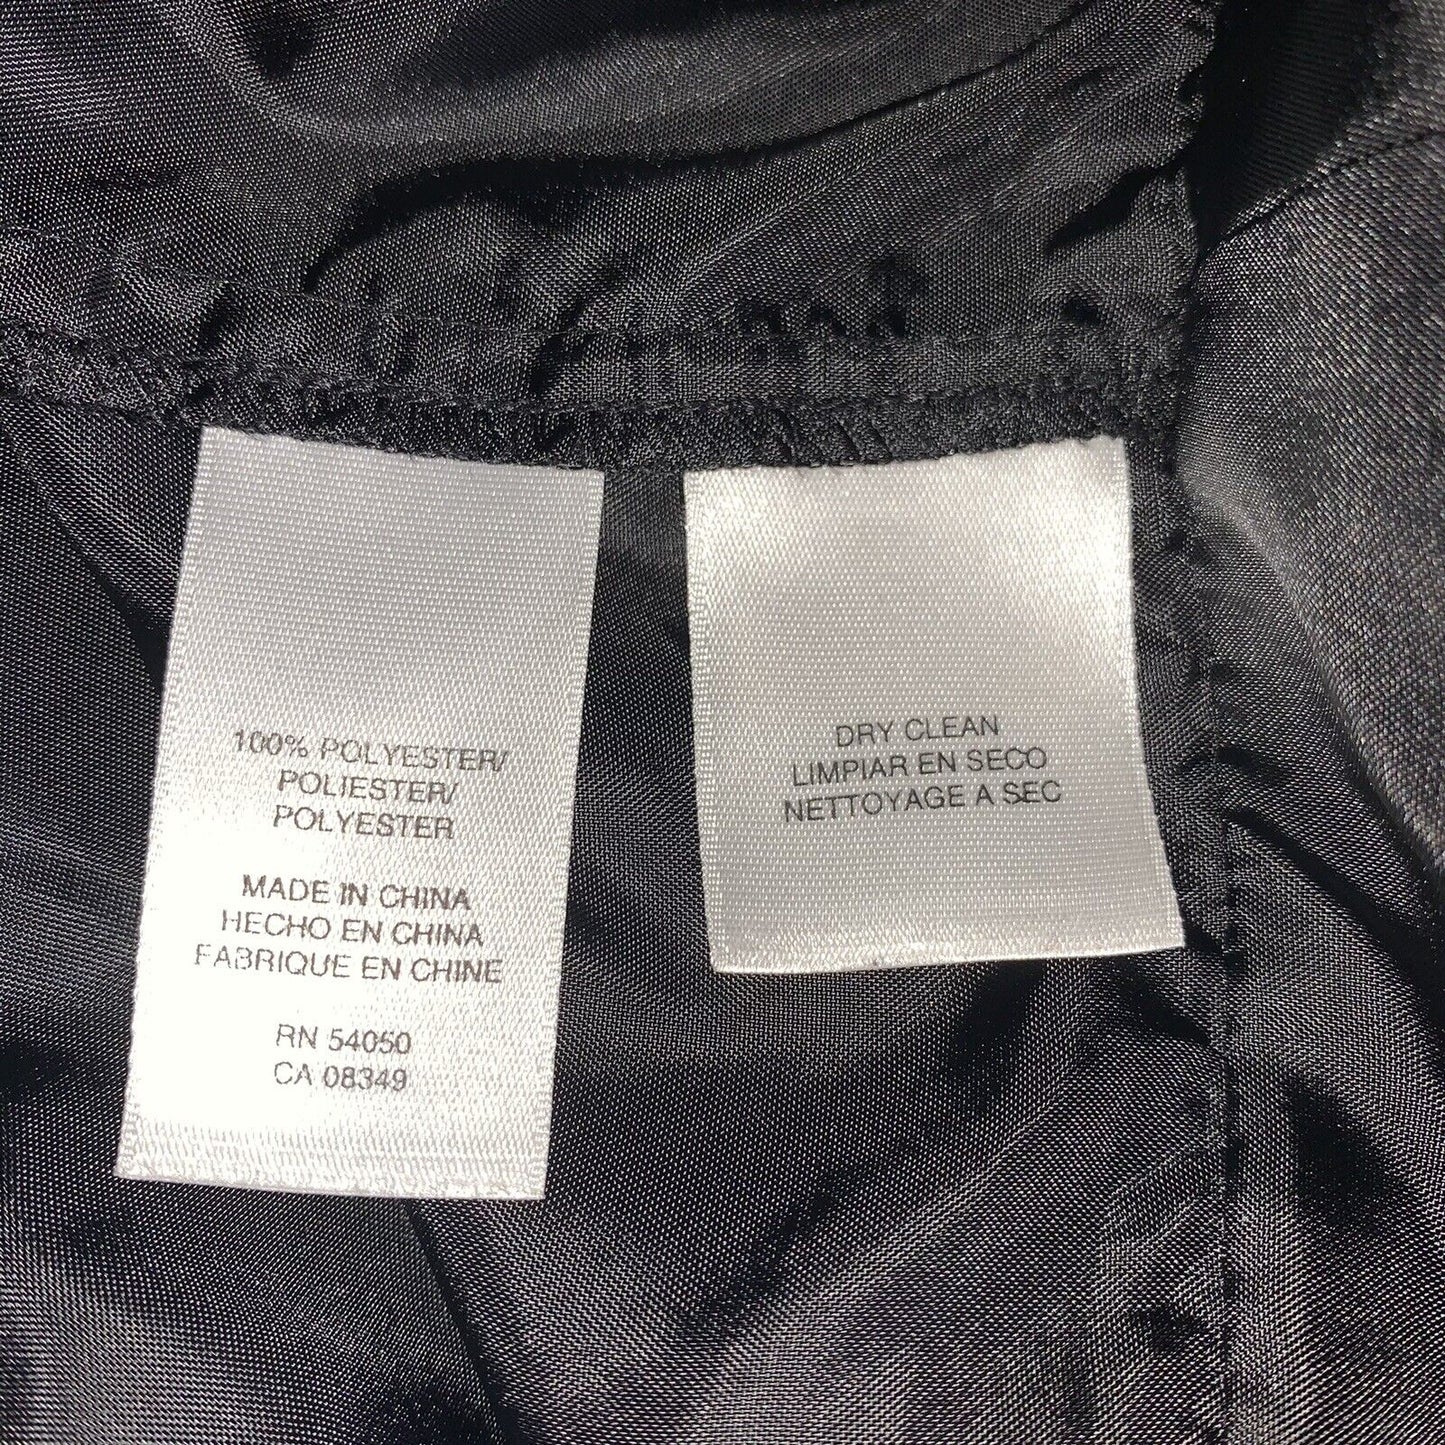 100% POLYESTER/
POLIESTER/
POLYESTER
MADE IN CHINA
HECHO EN CHINA
FABRIQUE EN CHINE
RN 54050
CA 08349
DRY CLEAN
LIMPIAR EN SECO
NETTOYAGE A SEC